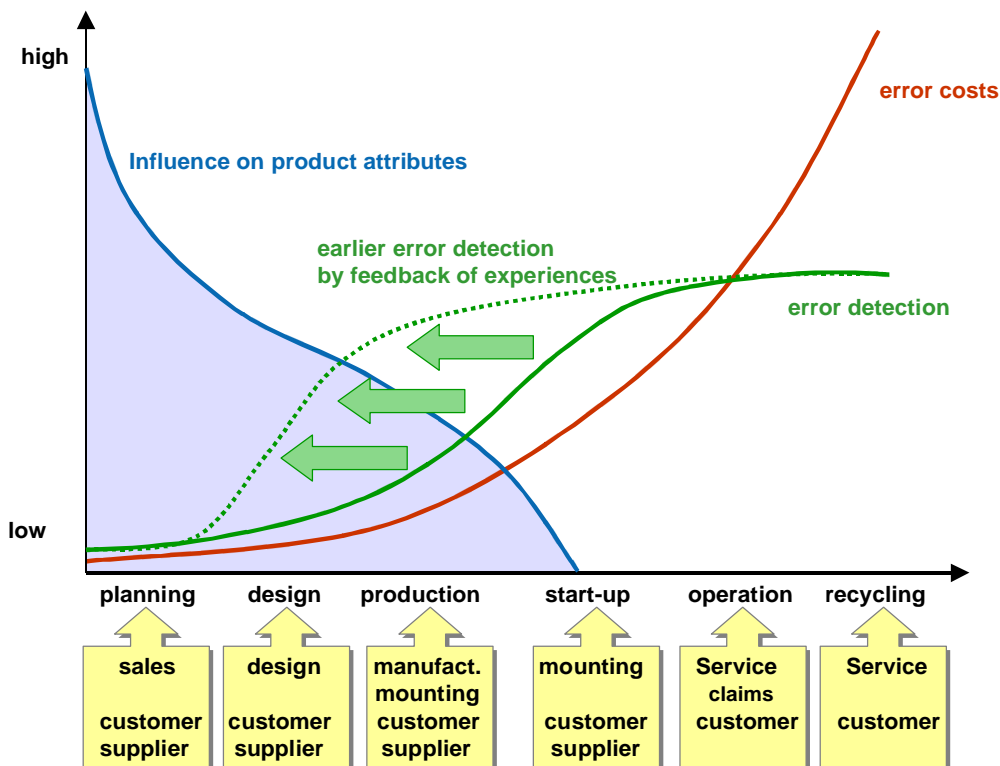 high
error costs
Influence on product attributes
earlier error detection
by feedback of experiences
error detection
low
planning
design
production
start-up
operation
recycling
sales
customer
supplier
design
customer
supplier
manufact.
mounting
customer
supplier
mounting
customer
supplier
Service
claims
customer
Service
customer